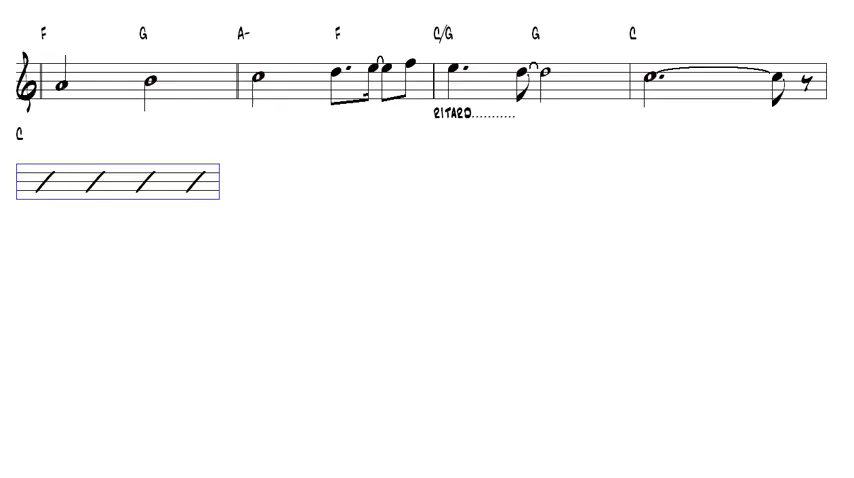 F G A- F C/G G C
RITARD...........
C